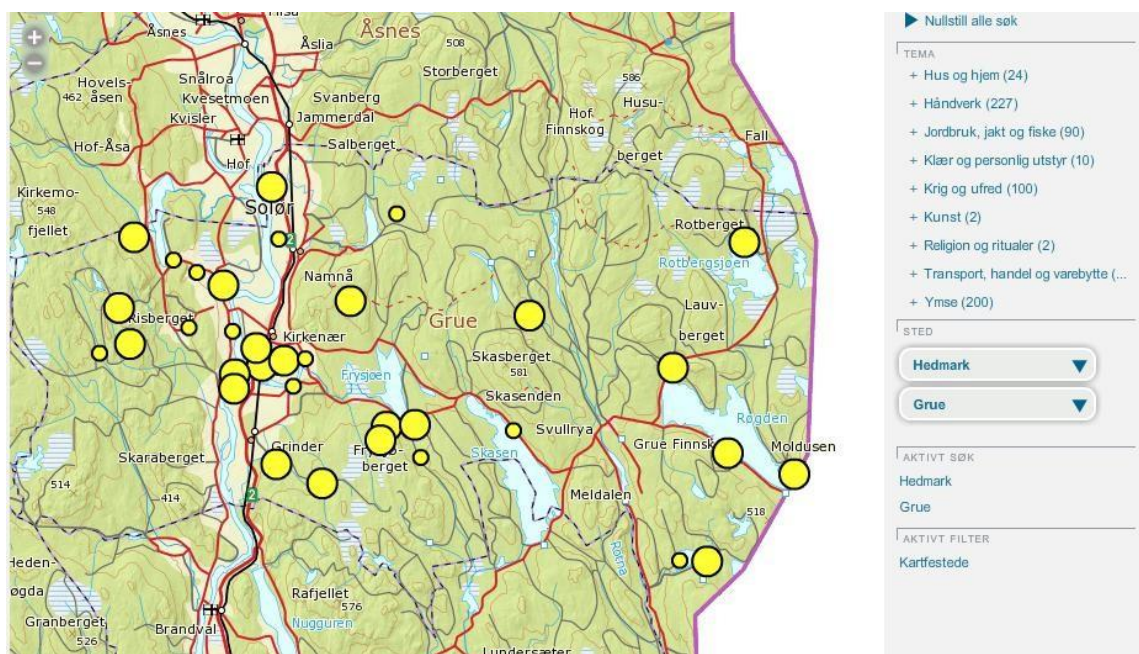 Åsnes
Åsnes
Åslia
508
Hovels-
åsen
462
Snålroa
Kvesetmoen
Kvisler
Storberget
586
Husu-
berget
Svanberg
Jammerdal
Hof
Finnskog
Fall
Hof-Åsa
Hof
Salberget
Kirkemo-
548
fjellet
Solør
2
Rotberget
Rotbergsjøen
Namnå
Lauv-
berget
Risberget
Grue
Kirkenær
Skasberget
581
Frysjøen
Skasenden
Røgden
Svullrya
Grue Finnsk
Moldusen
Skaraberget
Grinder
berget
Skasen
514
414
2
Meldalen
518
Rotna
Heden-
øgda
Rafjellet
576
Granberget
526
Brandval
Nugguren
Lundersæter
Nullstill alle søk
TEMA
+ Hus og hjem (24)
+ Håndverk (227)
+ Jordbruk, jakt og fiske (90)
+ Klær og personlig utstyr (10)
+ Krig og ufred (100)
+ Kunst (2)
+ Religion og ritualer (2)
+ Transport, handel og varebytte (...
+ Ymse (200)
STED
Hedmark
Grue
AKTIVT SØK
Hedmark
Grue
AKTIVT FILTER
Kartfestede